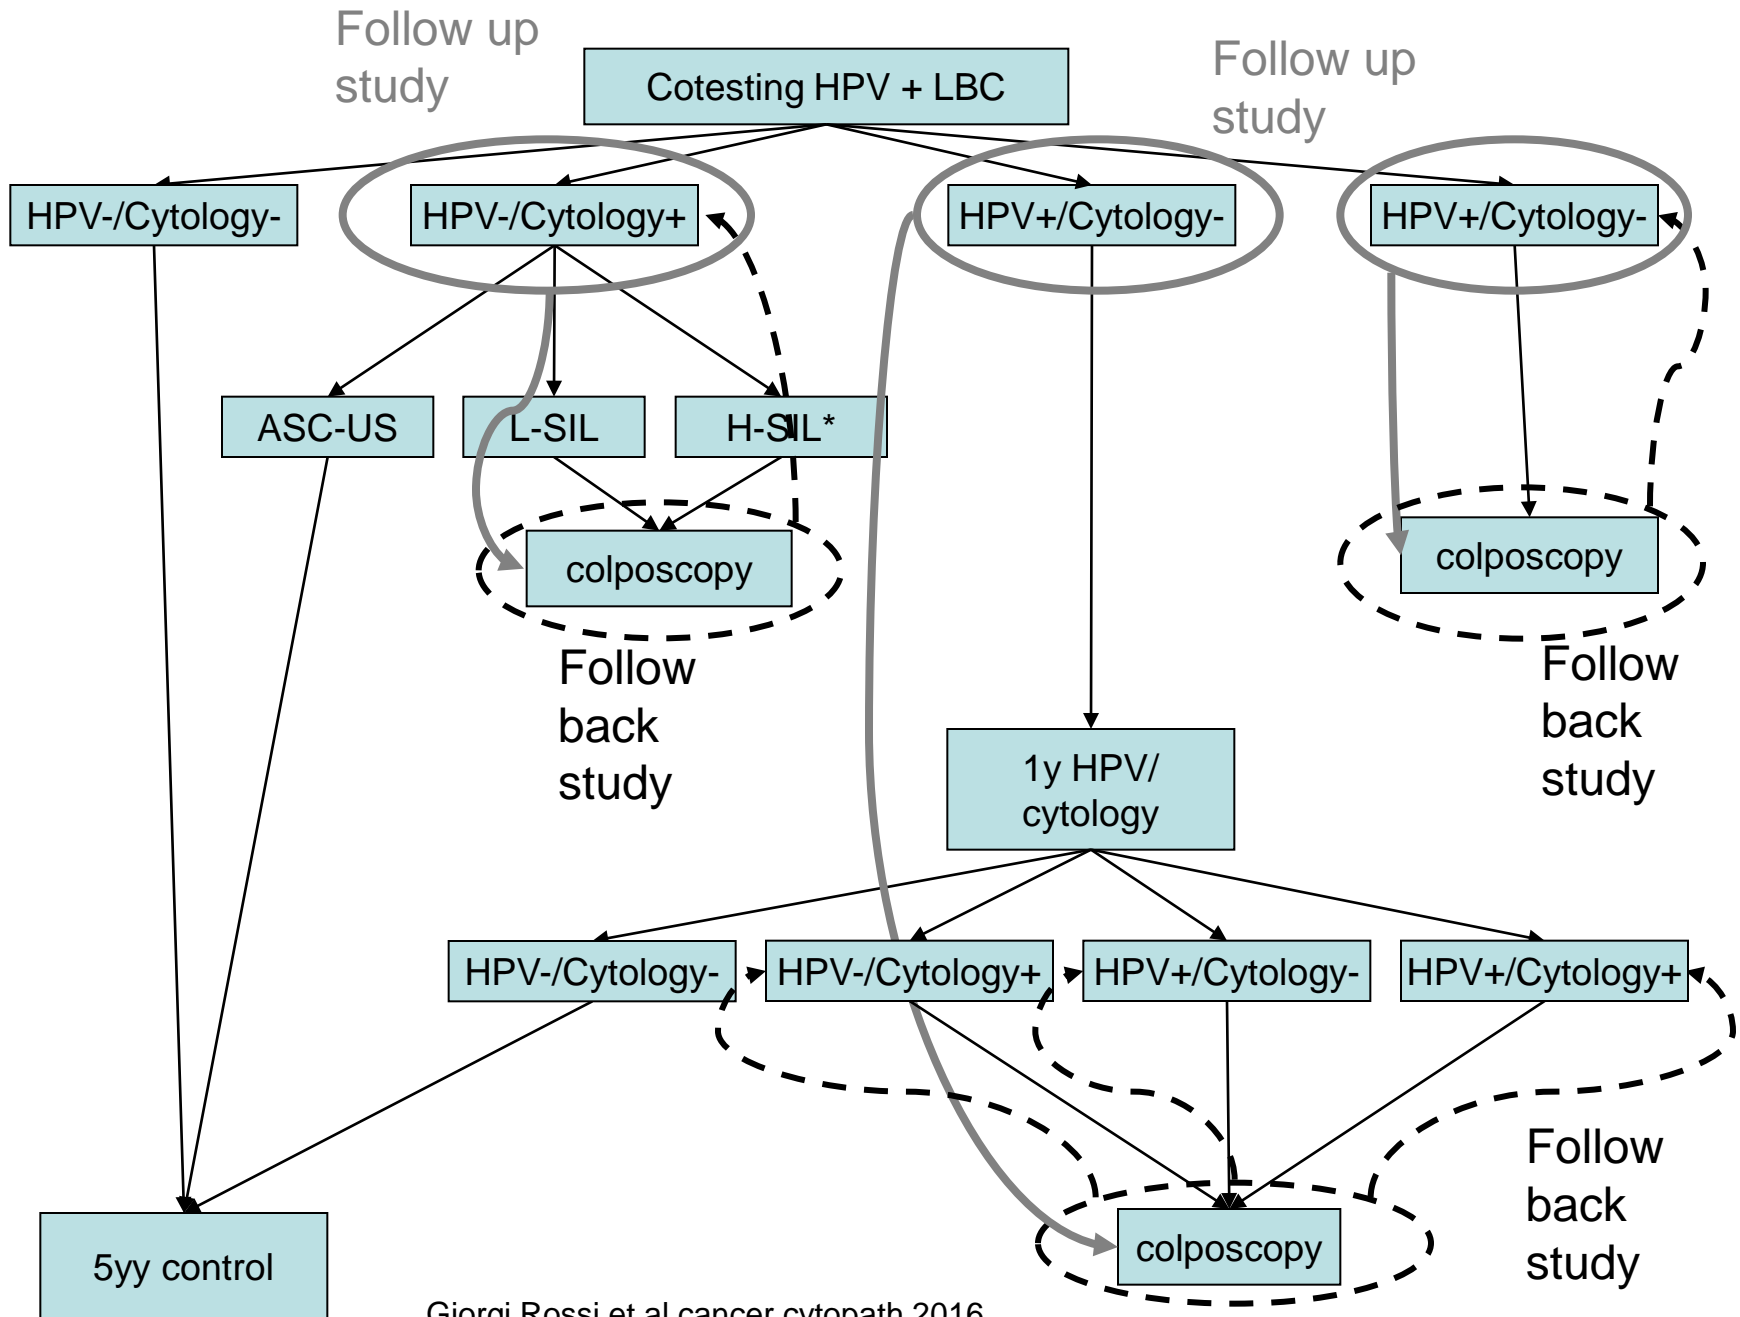 Follow up
study
Cotesting HPV + LBC
Follow up
study
HPV-/Cytology-
HPV-/Cytology+
HPV+/Cytology-
HPV+/Cytology-
ASC-US
L-SIL
H-SIL*
colposcopy
colposcopy
Follow
back
study
Follow
back
study
1y HPV/
cytology
HPV-/Cytology-
HPV-/Cytology+
HPV+/Cytology-
HPV+/Cytology+
Follow
back
study
5yy control
colposcopy
Giorgi Rossi et al cancer cytopath 2016